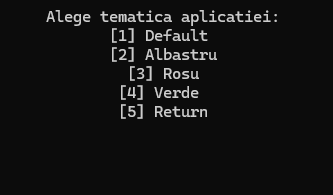 Alege tematica aplicatiei:
[1] Default
[2] Albastru
[3] Rosu
[4] Verde
[5] Return